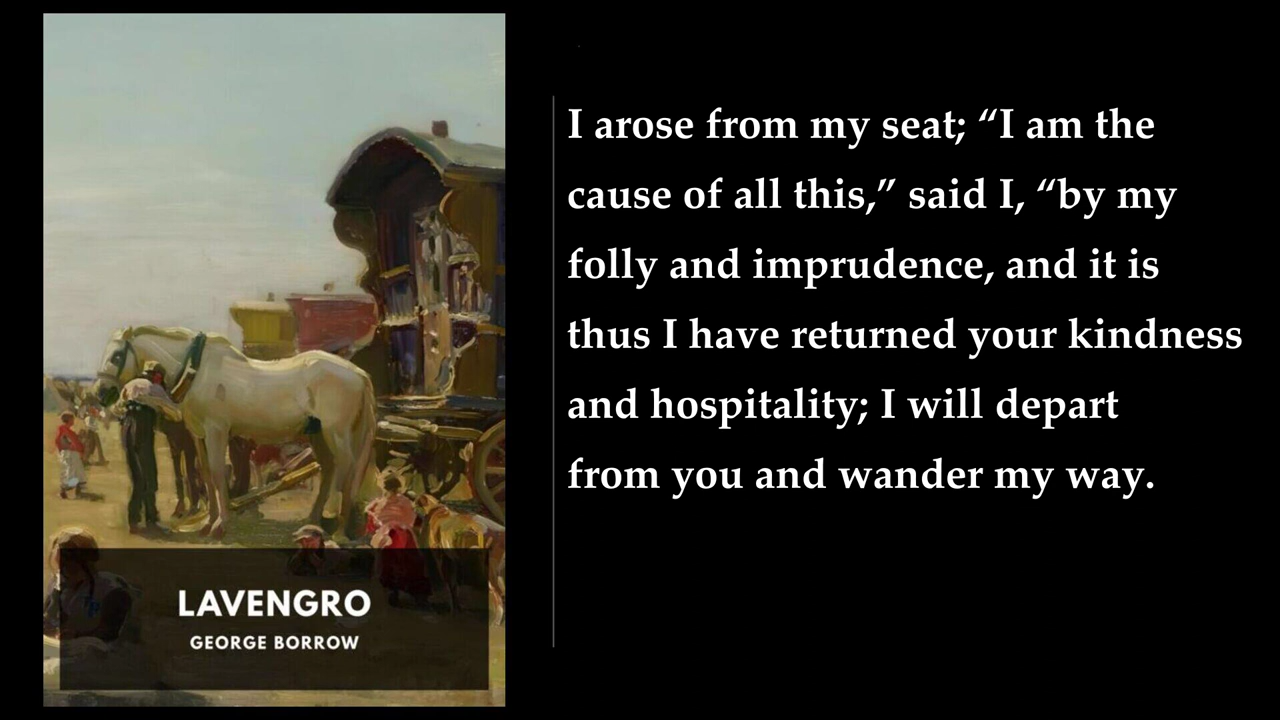 LAVENGRO
GEORGE BORROW
I arose from my seat; “I am the
cause of all this,” said I, “by my
folly and imprudence, and it is
thus I have returned your kindness
and hospitality; I will depart
from you and wander my way.